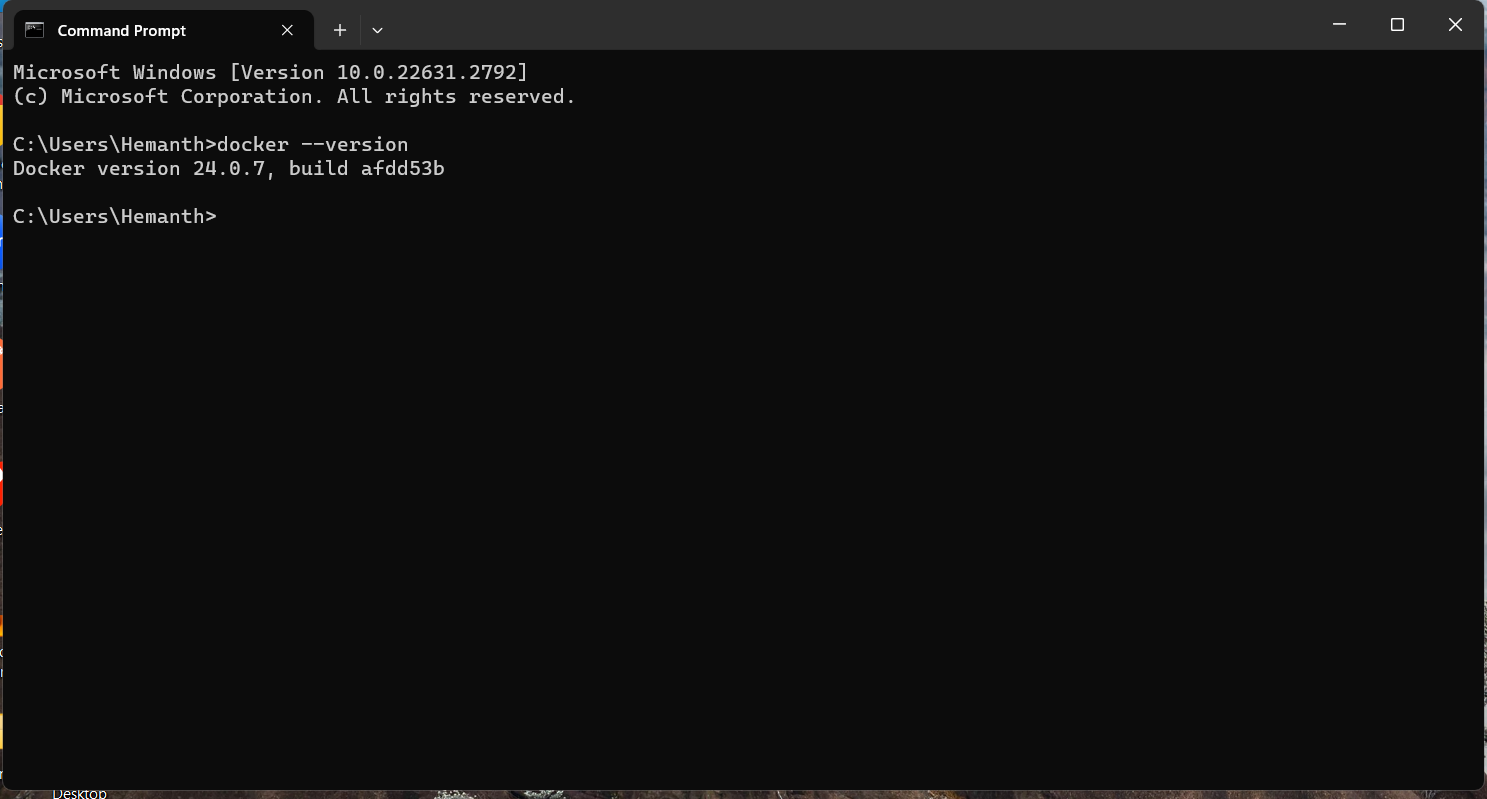 Command Prompt
Microsoft Windows [Version 10.0.22631.2792]
(c) Microsoft Corporation. All rights reserved.
C:\Users\Hemanth>docker --version
Docker version 24.0.7, build afdd53b
C:\Users\Hemanth>
Desktop